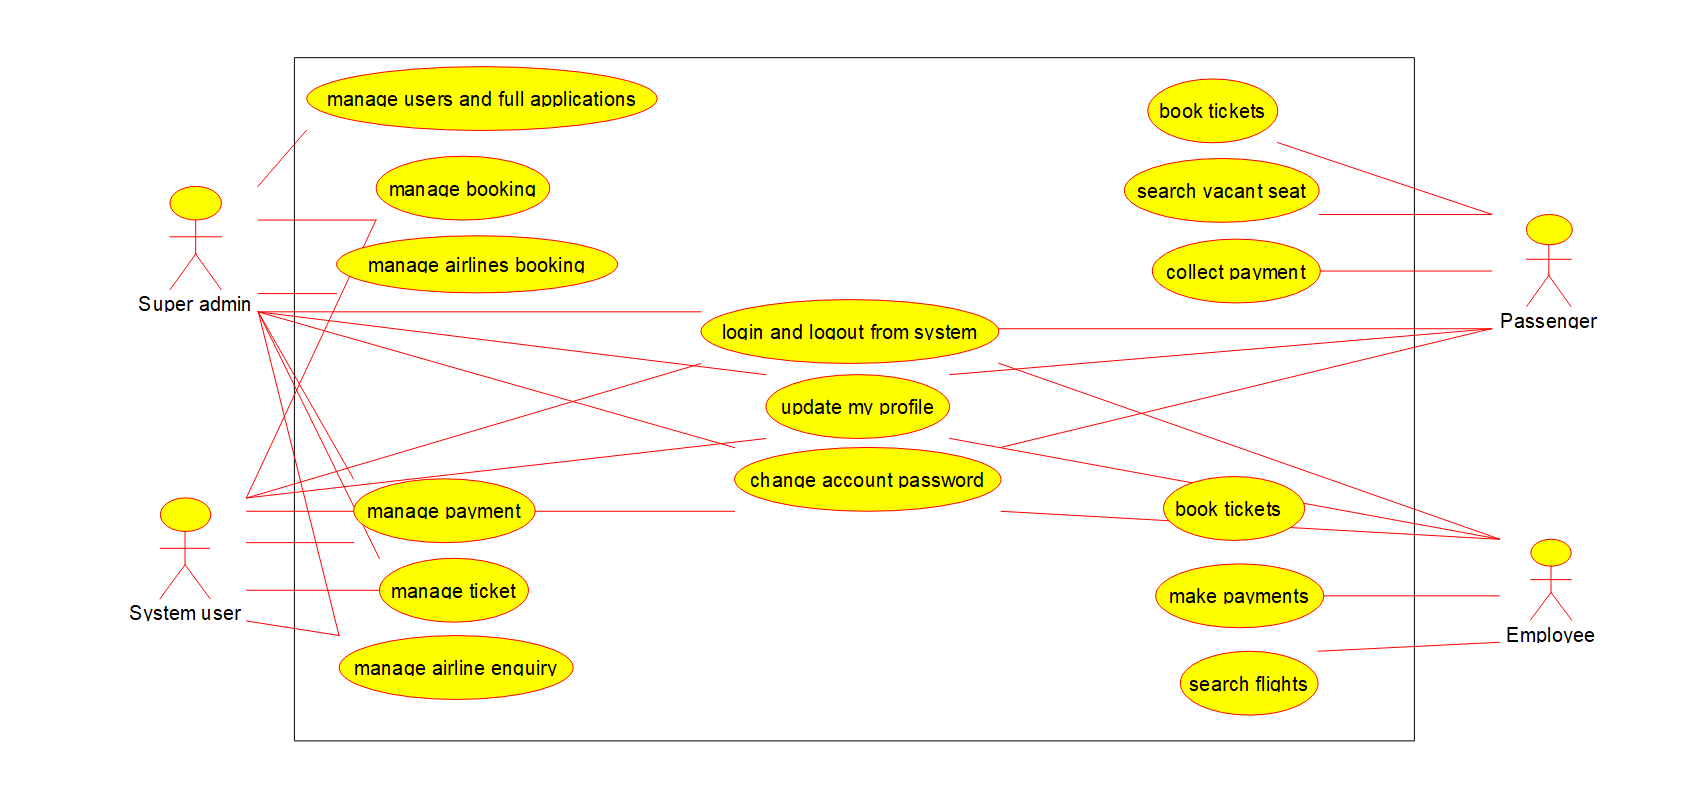 manage users and full applications
book tickets
manage booking
search vacant seat
manage airlines booking
collect payment
Super admin
Passenger
login and logout from system
update my profile
change account password
manage payment
book tickets
manage ticket
make payments
System user
Employee
manage airline enquiry
search flights